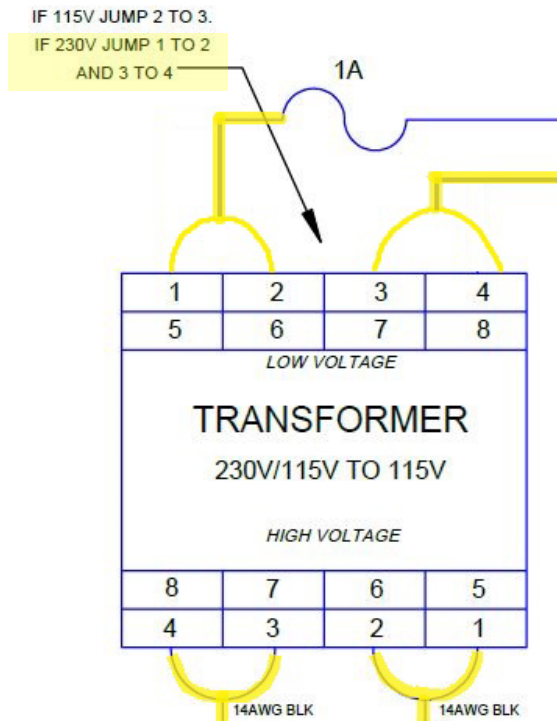 IF 115V JUMP 2 TO 3.
IF 230V JUMP 1 TO 2
AND 3 TO 4
1A
1 2 3 4
5 6 7 8
LOW VOLTAGE
TRANSFORMER
230V/115V TO 115V
HIGH VOLTAGE
8 7 6 5
4 3 2 1
14AWG BLK 14AWG BLK